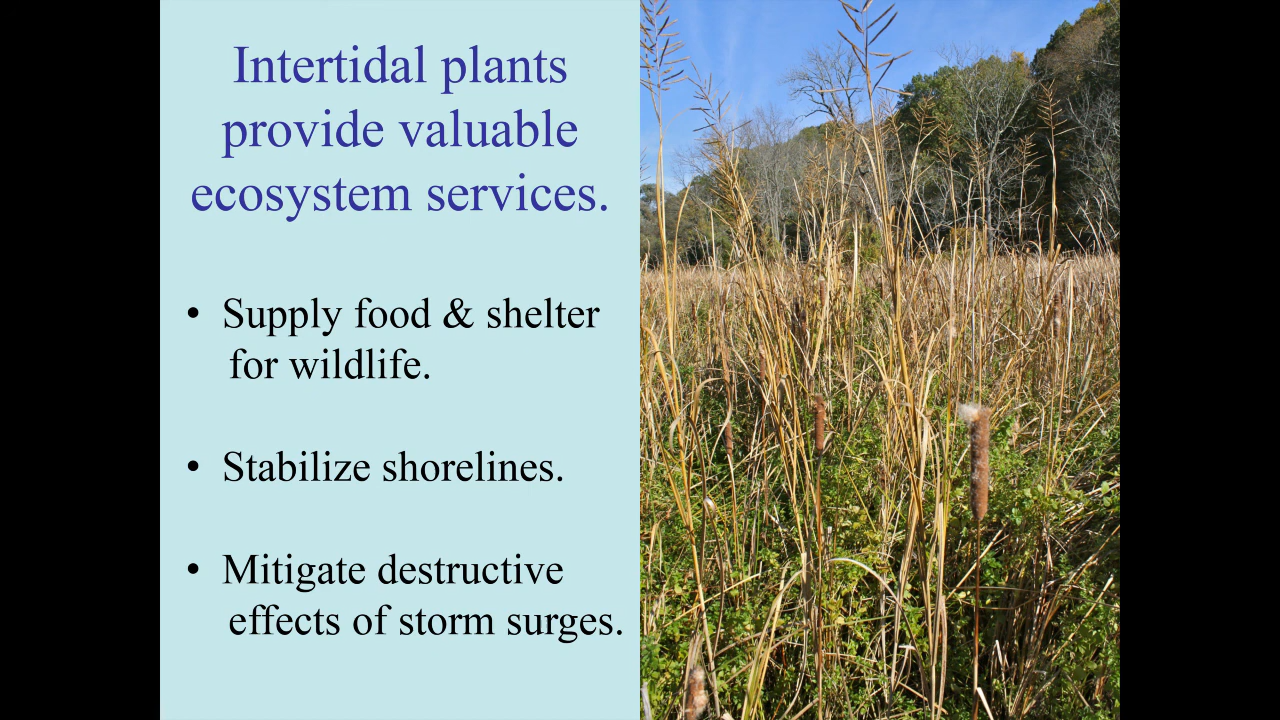 Intertidal plants
provide valuable
ecosystem services.
• Supply food & shelter
for wildlife.
• Stabilize shorelines.
• Mitigate destructive
effects of storm surges.